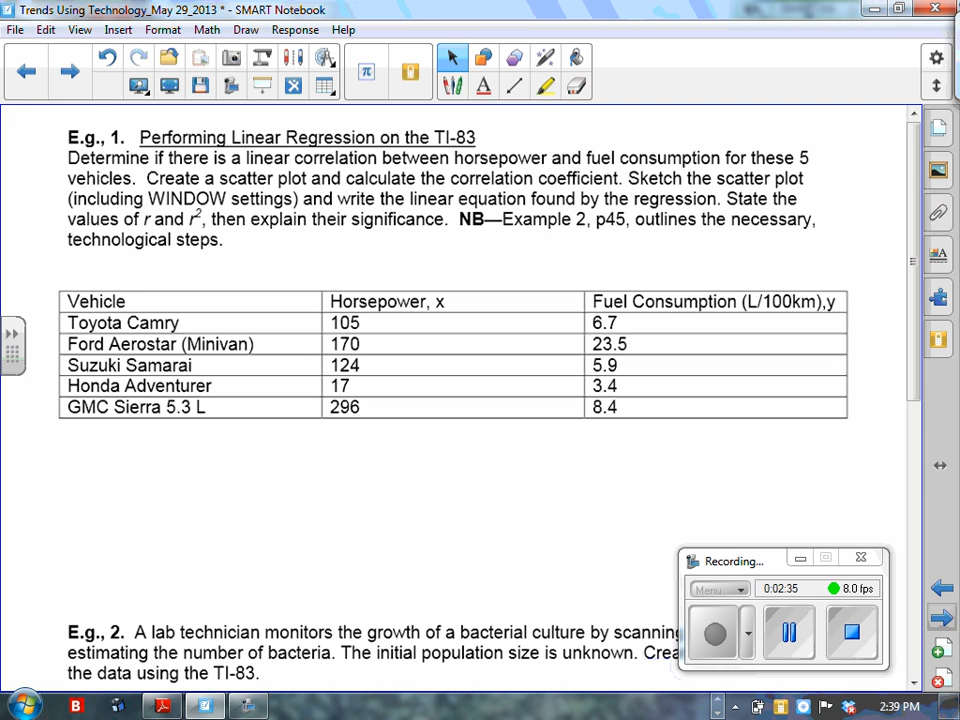 Trends Using Technology_May 29_2013 * - SMART Notebook
File Edit View Insert Format Math Draw Response Help
E.g., 1. Performing Linear Regression on the TI-83
Determine if there is a linear correlation between horsepower and fuel consumption for these 5
vehicles. Create a scatter plot and calculate the correlation coefficient. Sketch the scatter plot
(including WINDOW settings) and write the linear equation found by the regression. State the
values of r and r², then explain their significance. NB—Example 2, p45, outlines the necessary,
technological steps.
Vehicle Horsepower, x Fuel Consumption (L/100km),y
Toyota Camry 105 6.7
Ford Aerostar (Minivan) 170 23.5
Suzuki Samarai 124 5.9
Honda Adventurer 17 3.4
GMC Sierra 5.3 L 296 8.4
Recording...
Menu 0:02:35 8.0 fps
E.g., 2. A lab technician monitors the growth of a bacterial culture by scanning
estimating the number of bacteria. The initial population size is unknown. Crea
the data using the TI-83.
2:39 PM